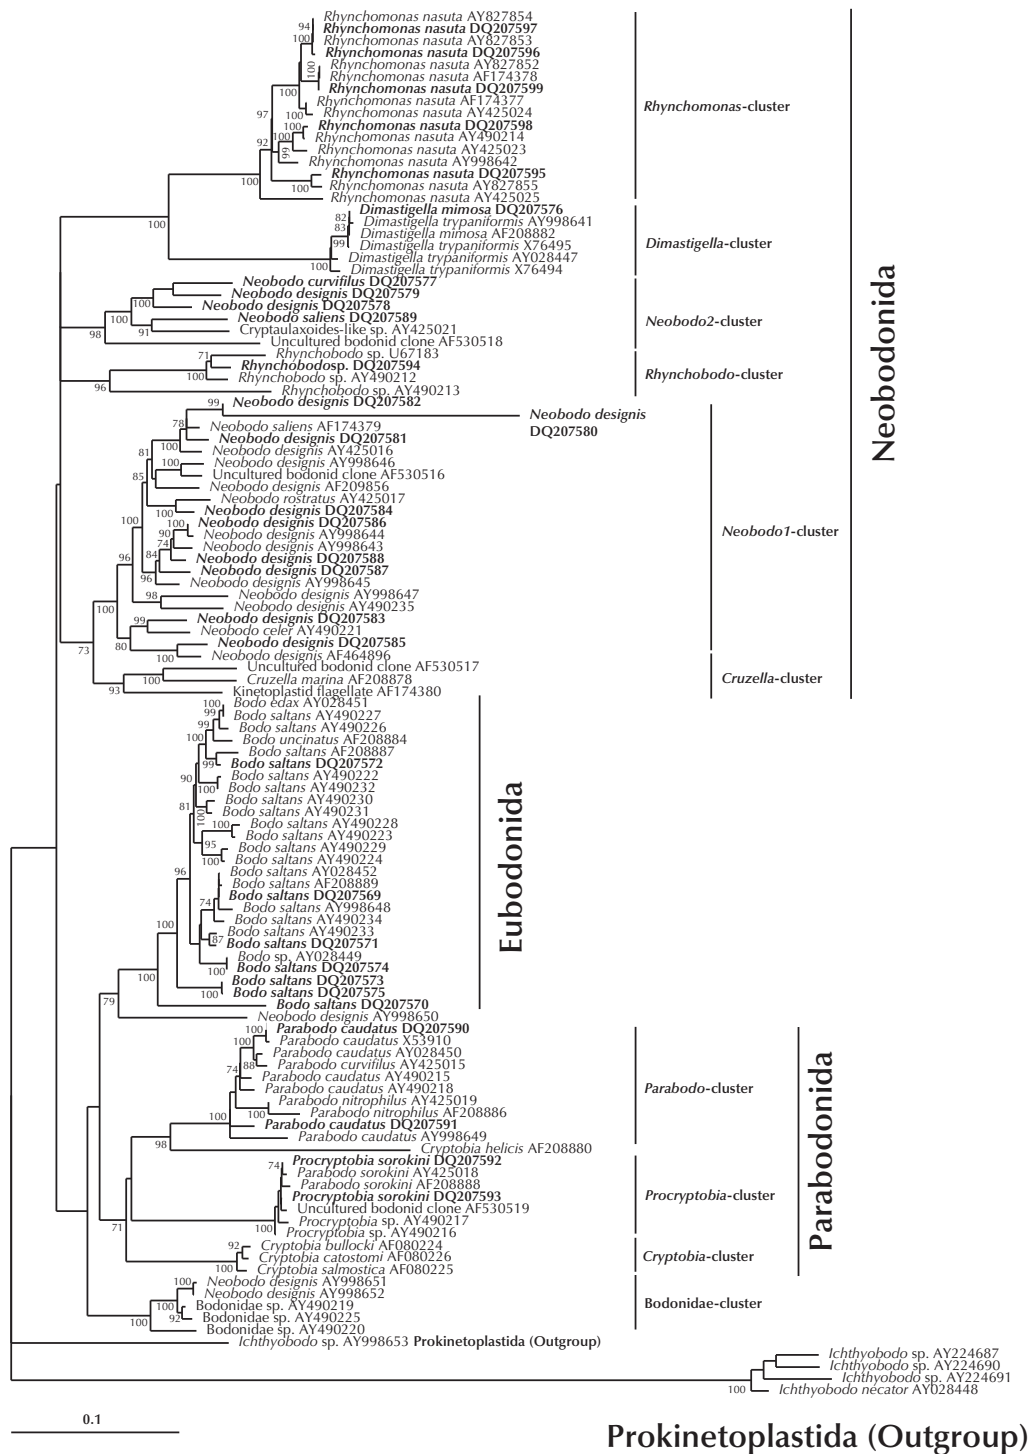 Rhynchomonas nasuta AY827854
94
Rhynchomonas nasuta DQ207597
100
Rhynchomonas nasuta AY827853
Rhynchomonas nasuta DQ207596
Rhynchomonas nasuta AY827852
100
Rhynchomonas nasuta AF174378
Rhynchomonas nasuta DQ207599
100
Rhynchomonas nasuta AF174377
Rhynchomonas-cluster
97
100
Rhynchomonas nasuta AY425024
100
Rhynchomonas nasuta DQ207598
100
Rhynchomonas nasuta AY490214
92
99
Rhynchomonas nasuta AY425023
Rhynchomonas nasuta AY998642
Rhynchomonas nasuta DQ207595
100
100
Rhynchomonas nasuta AY827855
Rhynchomonas nasuta AY425025
Dimastigella mimosa DQ207576
82
100
Dimastigella trypaniformis AY998641
83
Dimastigella mimosa AF208882
99
Dimastigella trypaniformis X76495
Dimastigella-cluster
Dimastigella trypaniformis AY028447
100
Dimastigella trypaniformis X76494
Neobodo curvifilus DQ207577
Neobodo designis DQ207579
100
Neobodo designis DQ207578
100
Neobodo saliens DQ207589
Neobodo2-cluster
98
91
Cryptaulaxoides-like sp. AY425021
Uncultured bodonid clone AF530518
71
Rhynchobodo sp. U67183
Rhynchobodosp. DQ207594
100
Rhynchobodo sp. AY490212
Rhynchobodo-cluster
96
Rhynchobodo sp. AY490213
Neobodonida
99
Neobodo designis DQ207582
Neobodo designis
DQ207580
78
Neobodo saliens AF174379
Neobodo designis DQ207581
100
Neobodo designis AY425016
81
100
Neobodo designis AY998646
85
Uncultured bodonid clone AF530516
Neobodo designis AF209856
Neobodo rostratus AY425017
100
Neobodo designis DQ207584
100
100
Neobodo designis DQ207586
90
Neobodo designis AY998644
Neobodo1-cluster
74
Neobodo designis AY998643
96
84
Neobodo designis DQ207588
Neobodo designis DQ207587
96
Neobodo designis AY998645
98
Neobodo designis AY998647
100
Neobodo designis AY490235
99
Neobodo designis DQ207583
Neobodo celer AY490221
73
80
Neobodo designis DQ207585
100
Neobodo designis AF464896
Uncultured bodonid clone AF530517
100
Cruzella marina AF208878
Cruzella-cluster
93
Kinetoplastid flagellate AF174380
100
Bodo edax AY028451
99
Bodo saltans AY490227
99
Bodo saltans AY490226
100
Bodo uncinatus AF208884
Bodo saltans AF208887
99
Bodo saltans DQ207572
90
Bodo saltans AY490222
100
Bodo saltans AY490232
Bodo saltans AY490230
81
100
Bodo saltans AY490231
100
Bodo saltans AY490228
Bodo saltans AY490223
95
Bodo saltans AY490229
100
Bodo saltans AY490224
96
Bodo saltans AY028452
Bodo saltans AF208889
Bodo saltans DQ207569
74
Bodo saltans AY998648
Bodo saltans AY490234
100
Bodo saltans AY490233
87
Bodo saltans DQ207571
Bodo sp. AY028449
100
Bodo saltans DQ207574
100
Bodo saltans DQ207573
100
Bodo saltans DQ207575
Bodo saltans DQ207570
79
Neobodo designis AY998650
Eubodonida
100
Parabodo caudatus DQ207590
100
Parabodo caudatus X53910
Parabodo caudatus AY028450
88
Parabodo curvifilus AY425015
74
Parabodo caudatus AY490215
Parabodo-cluster
Parabodo caudatus AY490218
Parabodo nitrophilus AY425019
100
100
Parabodo nitrophilus AF208886
Parabodo caudatus DQ207591
98
Parabodo caudatus AY998649
Cryptobia helicis AF208880
Procryptobia sorokini DQ207592
74
Parabodo sorokini AY425018
Parabodo sorokini AF208888
Procryptobia sorokini DQ207593
Procryptobia-cluster
Uncultured bodonid clone AF530519
71
Procryptobia sp. AY490217
100
Procryptobia sp. AY490216
92
Cryptobia bullocki AF080224
Cryptobia catostomi AF080226
Cryptobia-cluster
100
Cryptobia salmostica AF080225
Parabodonida
100
Neobodo designis AY998651
Neobodo designis AY998652
100
Bodonidae sp. AY490219
Bodonidae-cluster
92
Bodonidae sp. AY490225
100
Bodonidae sp. AY490220
Ichthyobodo sp. AY998653 Prokinetoplastida (Outgroup)
Ichthyobodo sp. AY224687
Ichthyobodo sp. AY224690
Ichthyobodo sp. AY224691
100
Ichthyobodo necator AY028448
0.1
Prokinetoplastida (Outgroup)